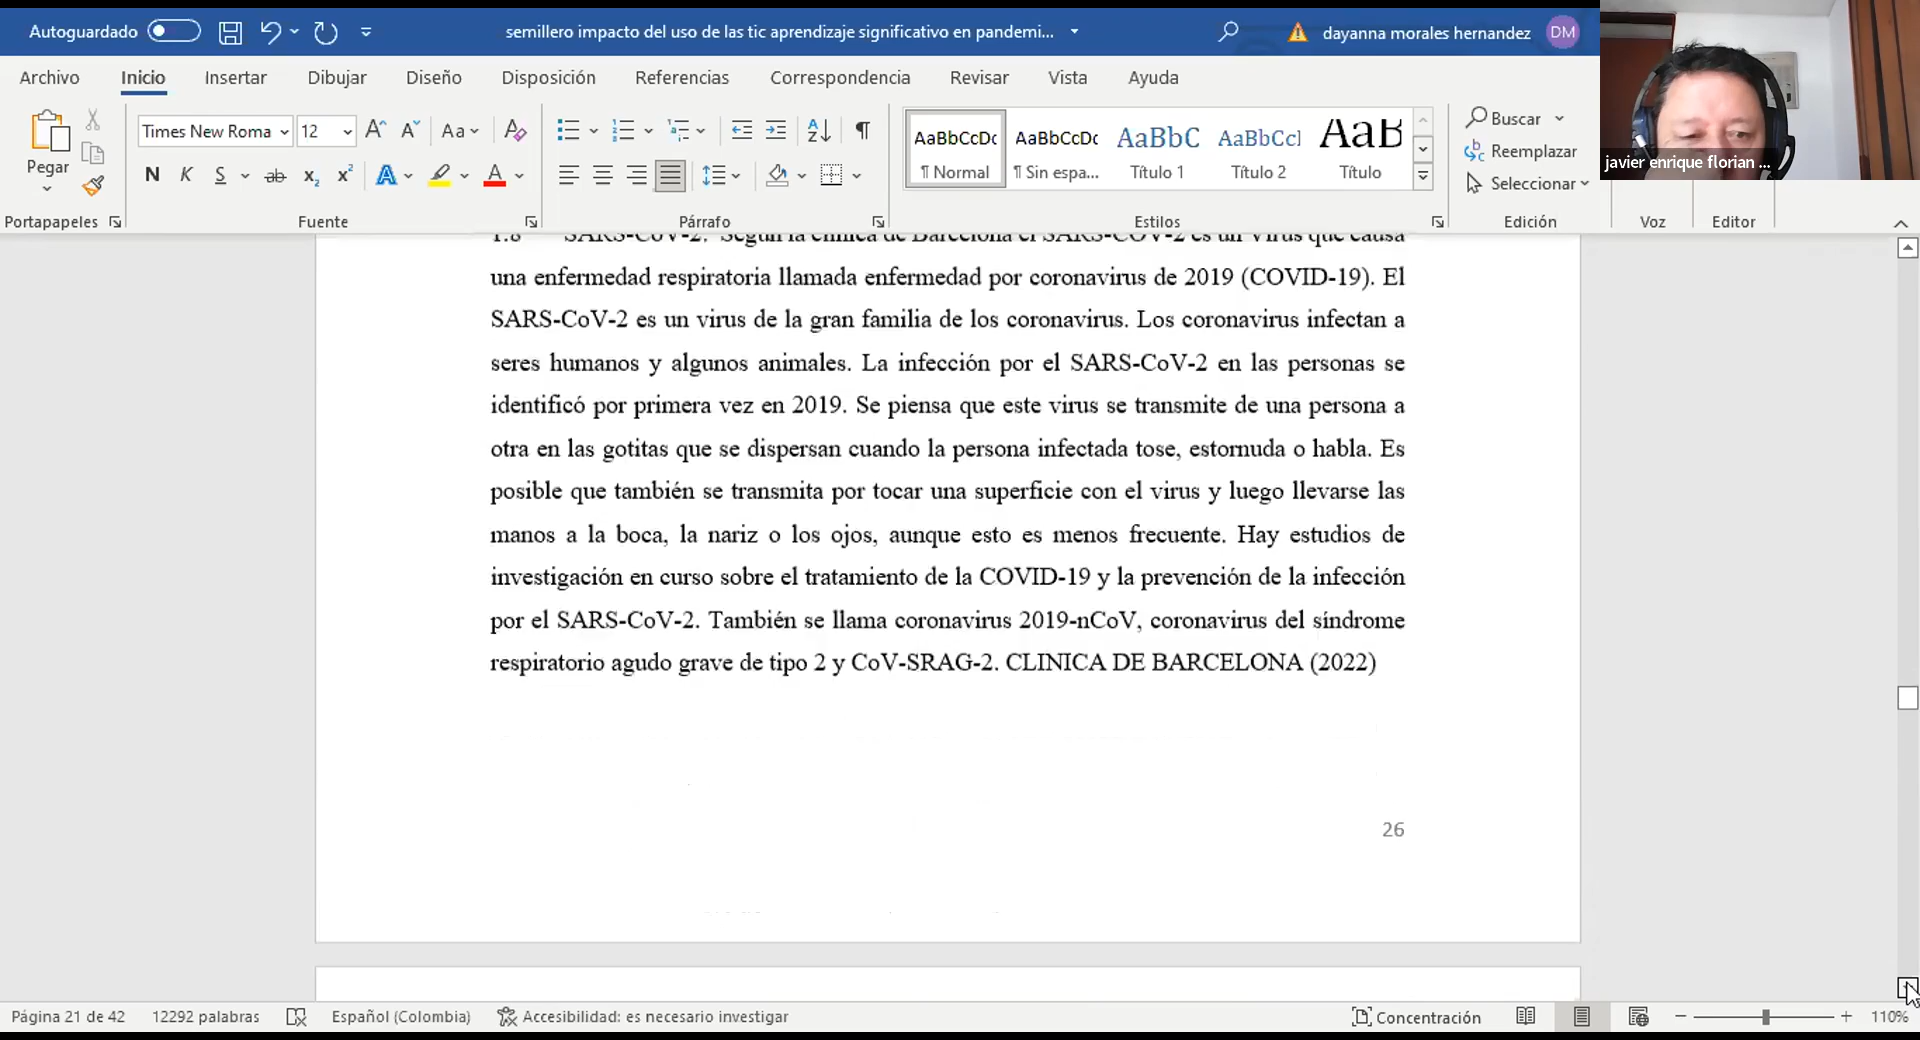 Autoguardado
semillero impacto del uso de las tic aprendizaje significativo en pandemi...
dayanna morales hernandez
DM
Archivo Inicio Insertar Dibujar Diseño Disposición Referencias Correspondencia Revisar Vista Ayuda
Pegar
Times New Roma 12
Aa
N K S ab x₂ x² A A
AaBbCcDc AaBbCcDc AaBbC AaBbCcI AaB
¶ Normal ¶ Sin espa... Título 1 Título 2 Título
Buscar
Reemplazar
Seleccionar
Portapapeles Fuente Párrafo Estilos Edición Voz Editor
javier enrique florian ...
1.8 SARS-CoV-2. Según la clínica de Barcelona el SARS-COV-2 es un Virus que causa
una enfermedad respiratoria llamada enfermedad por coronavirus de 2019 (COVID-19). El
SARS-CoV-2 es un virus de la gran familia de los coronavirus. Los coronavirus infectan a
seres humanos y algunos animales. La infección por el SARS-CoV-2 en las personas se
identificó por primera vez en 2019. Se piensa que este virus se transmite de una persona a
otra en las gotitas que se dispersan cuando la persona infectada tose, estornuda o habla. Es
posible que también se transmita por tocar una superficie con el virus y luego llevarse las
manos a la boca, la nariz o los ojos, aunque esto es menos frecuente. Hay estudios de
investigación en curso sobre el tratamiento de la COVID-19 y la prevención de la infección
por el SARS-CoV-2. También se llama coronavirus 2019-nCoV, coronavirus del síndrome
respiratorio agudo grave de tipo 2 y CoV-SRAG-2. CLINICA DE BARCELONA (2022)
26
Página 21 de 42 12292 palabras Español (Colombia) Accesibilidad: es necesario investigar Concentración 110%